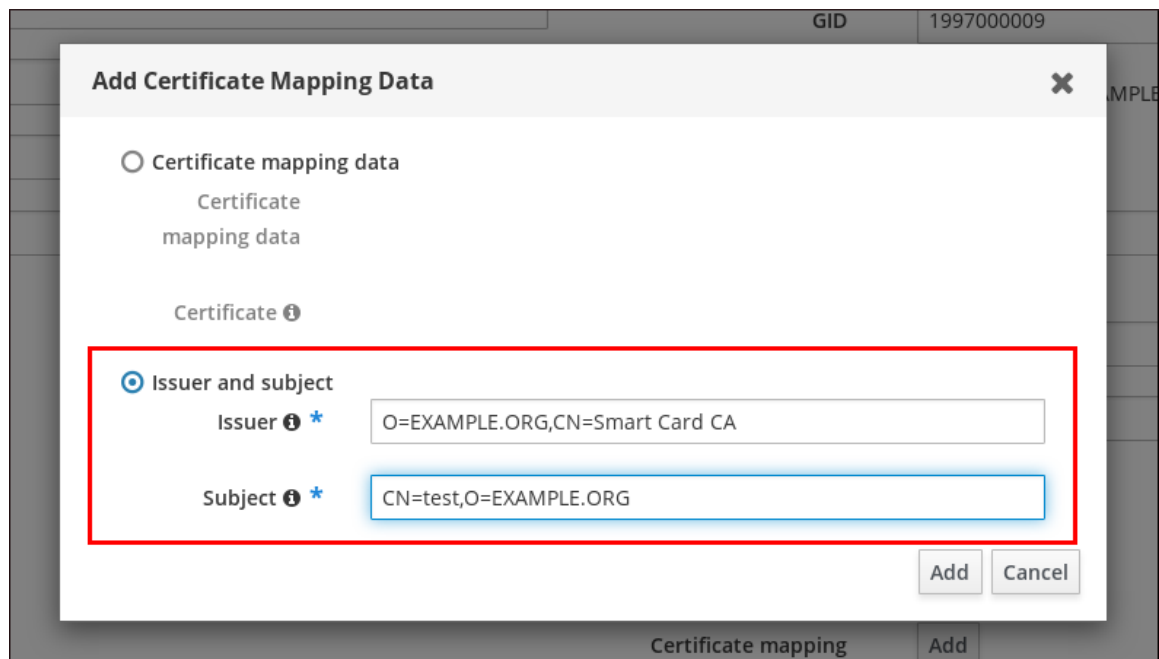 GID 1997000009
Add Certificate Mapping Data
AMPLE
Certificate mapping data
Certificate
mapping data
Certificate
Issuer and subject
Issuer * O=EXAMPLE.ORG,CN=Smart Card CA
Subject * CN=test,O=EXAMPLE.ORG
Add Cancel
Certificate mapping Add